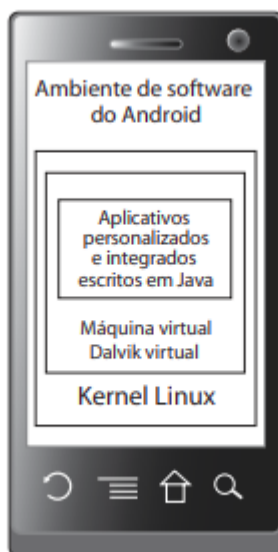 Ambiente de software
do Android
Aplicativos
personalizados
e integrados
escritos em Java
Máquina virtual
Dalvik virtual
Kernel Linux